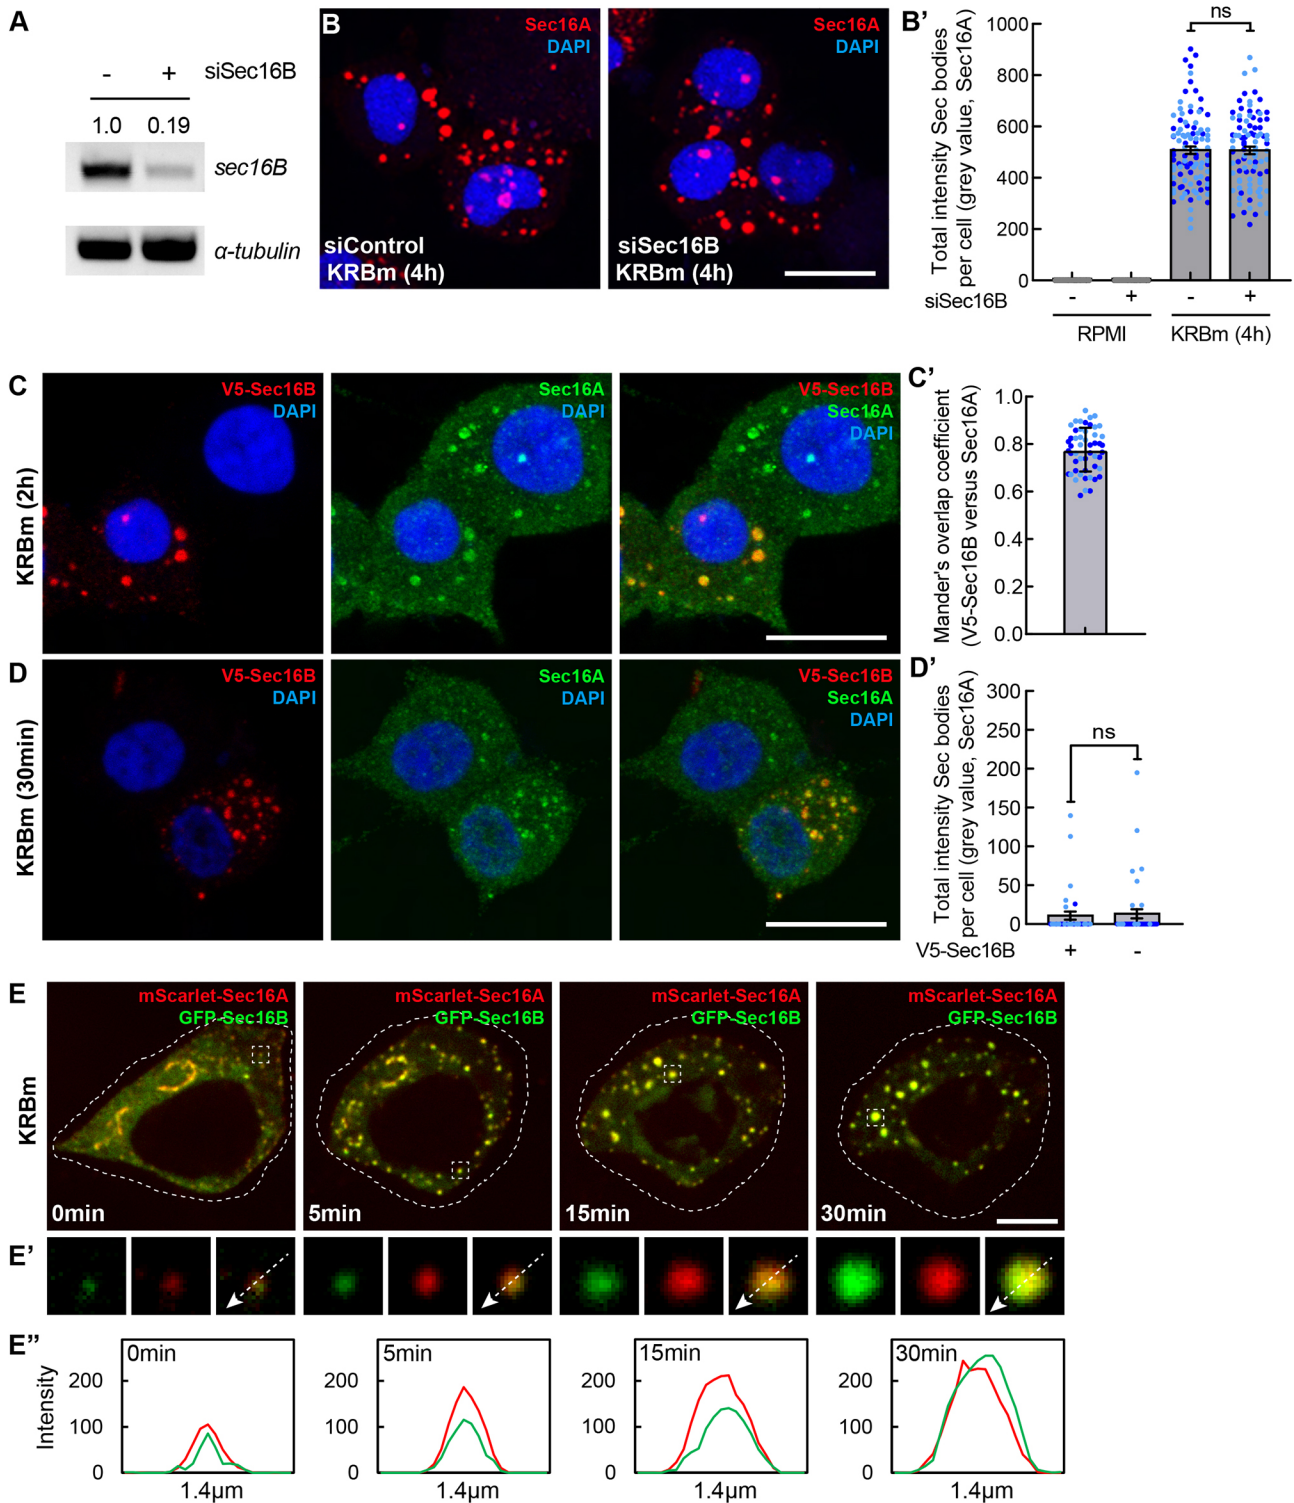 A
- + siSec16B
1.0 0.19
sec16B
α-tubulin
B
Sec16A
DAPI
siControl
KRBm (4h)
Sec16A
DAPI
siSec16B
KRBm (4h)
B’
Total intensity Sec bodies
per cell (grey value, Sec16A)
1000
800
600
400
200
0
ns
siSec16B - + - +
RPMI KRBm (4h)
C
KRBm (2h)
V5-Sec16B
DAPI
Sec16A
DAPI
V5-Sec16B
Sec16A
DAPI
C’
Mander's overlap coefficient
(V5-Sec16B versus Sec16A)
1.0
0.8
0.6
0.4
0.2
0.0
D
KRBm (30min)
V5-Sec16B
DAPI
Sec16A
DAPI
V5-Sec16B
Sec16A
DAPI
D’
Total intensity Sec bodies
per cell (grey value, Sec16A)
300
250
200
150
100
50
0
ns
V5-Sec16B + -
E
KRBm
mScarlet-Sec16A
GFP-Sec16B
0min
mScarlet-Sec16A
GFP-Sec16B
5min
mScarlet-Sec16A
GFP-Sec16B
15min
mScarlet-Sec16A
GFP-Sec16B
30min
E’
E”
Intensity
200
100
0
0min
1.4µm
200
100
0
5min
1.4µm
200
100
0
15min
1.4µm
200
100
0
30min
1.4µm